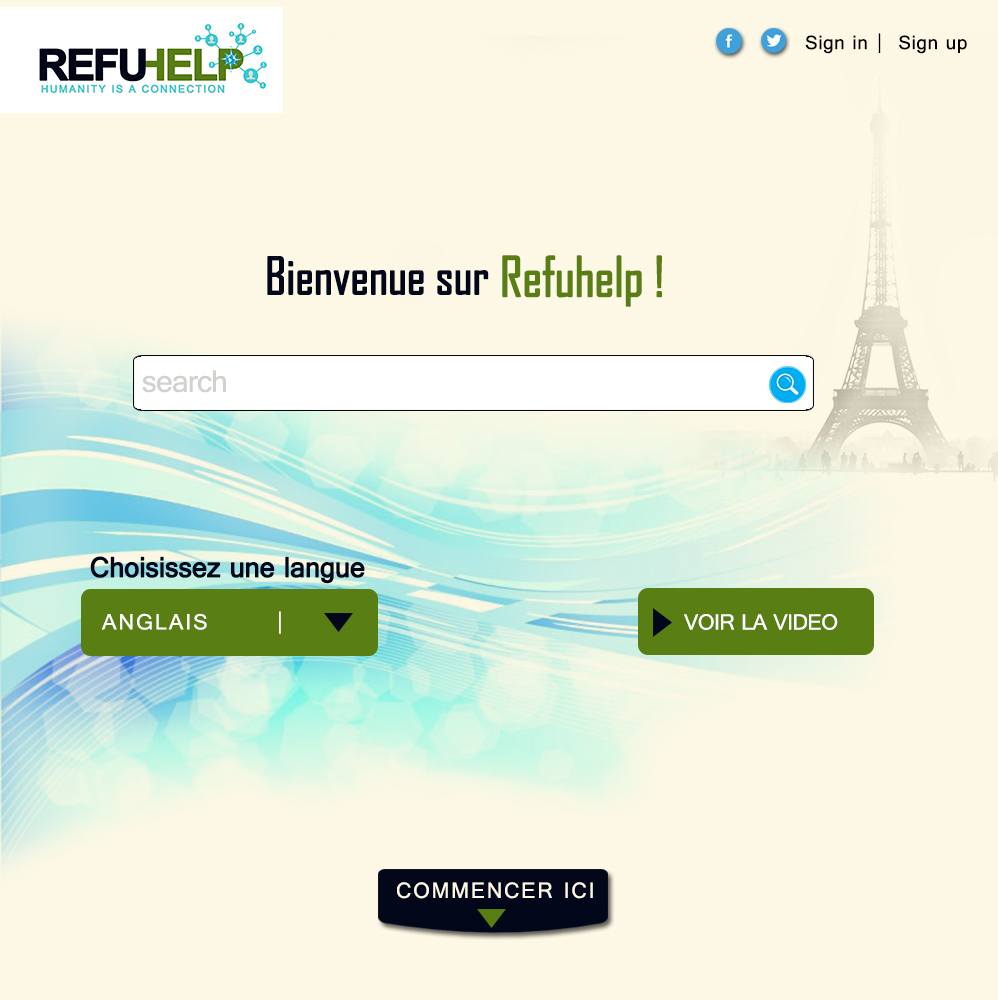 REFUHELP
HUMANITY IS A CONNECTION
f
Sign in | Sign up
Bienvenue sur Refuhelp !
search
Choisissez une langue
ANGLAIS |
VOIR LA VIDEO
COMMENCER ICI